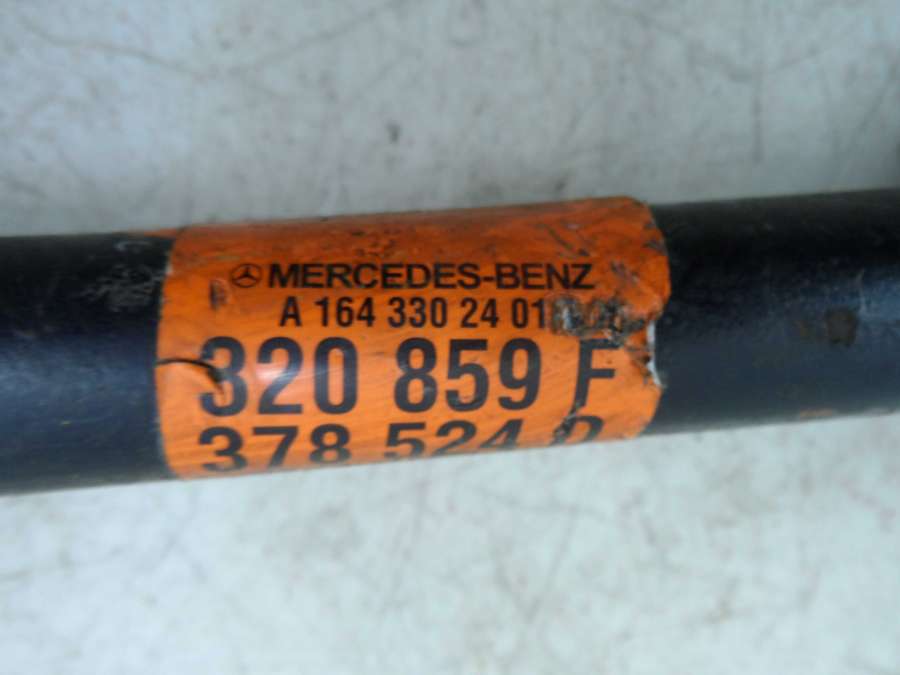 MERCEDES-BENZ
A 164 330 24 01
320 859 F
378 524